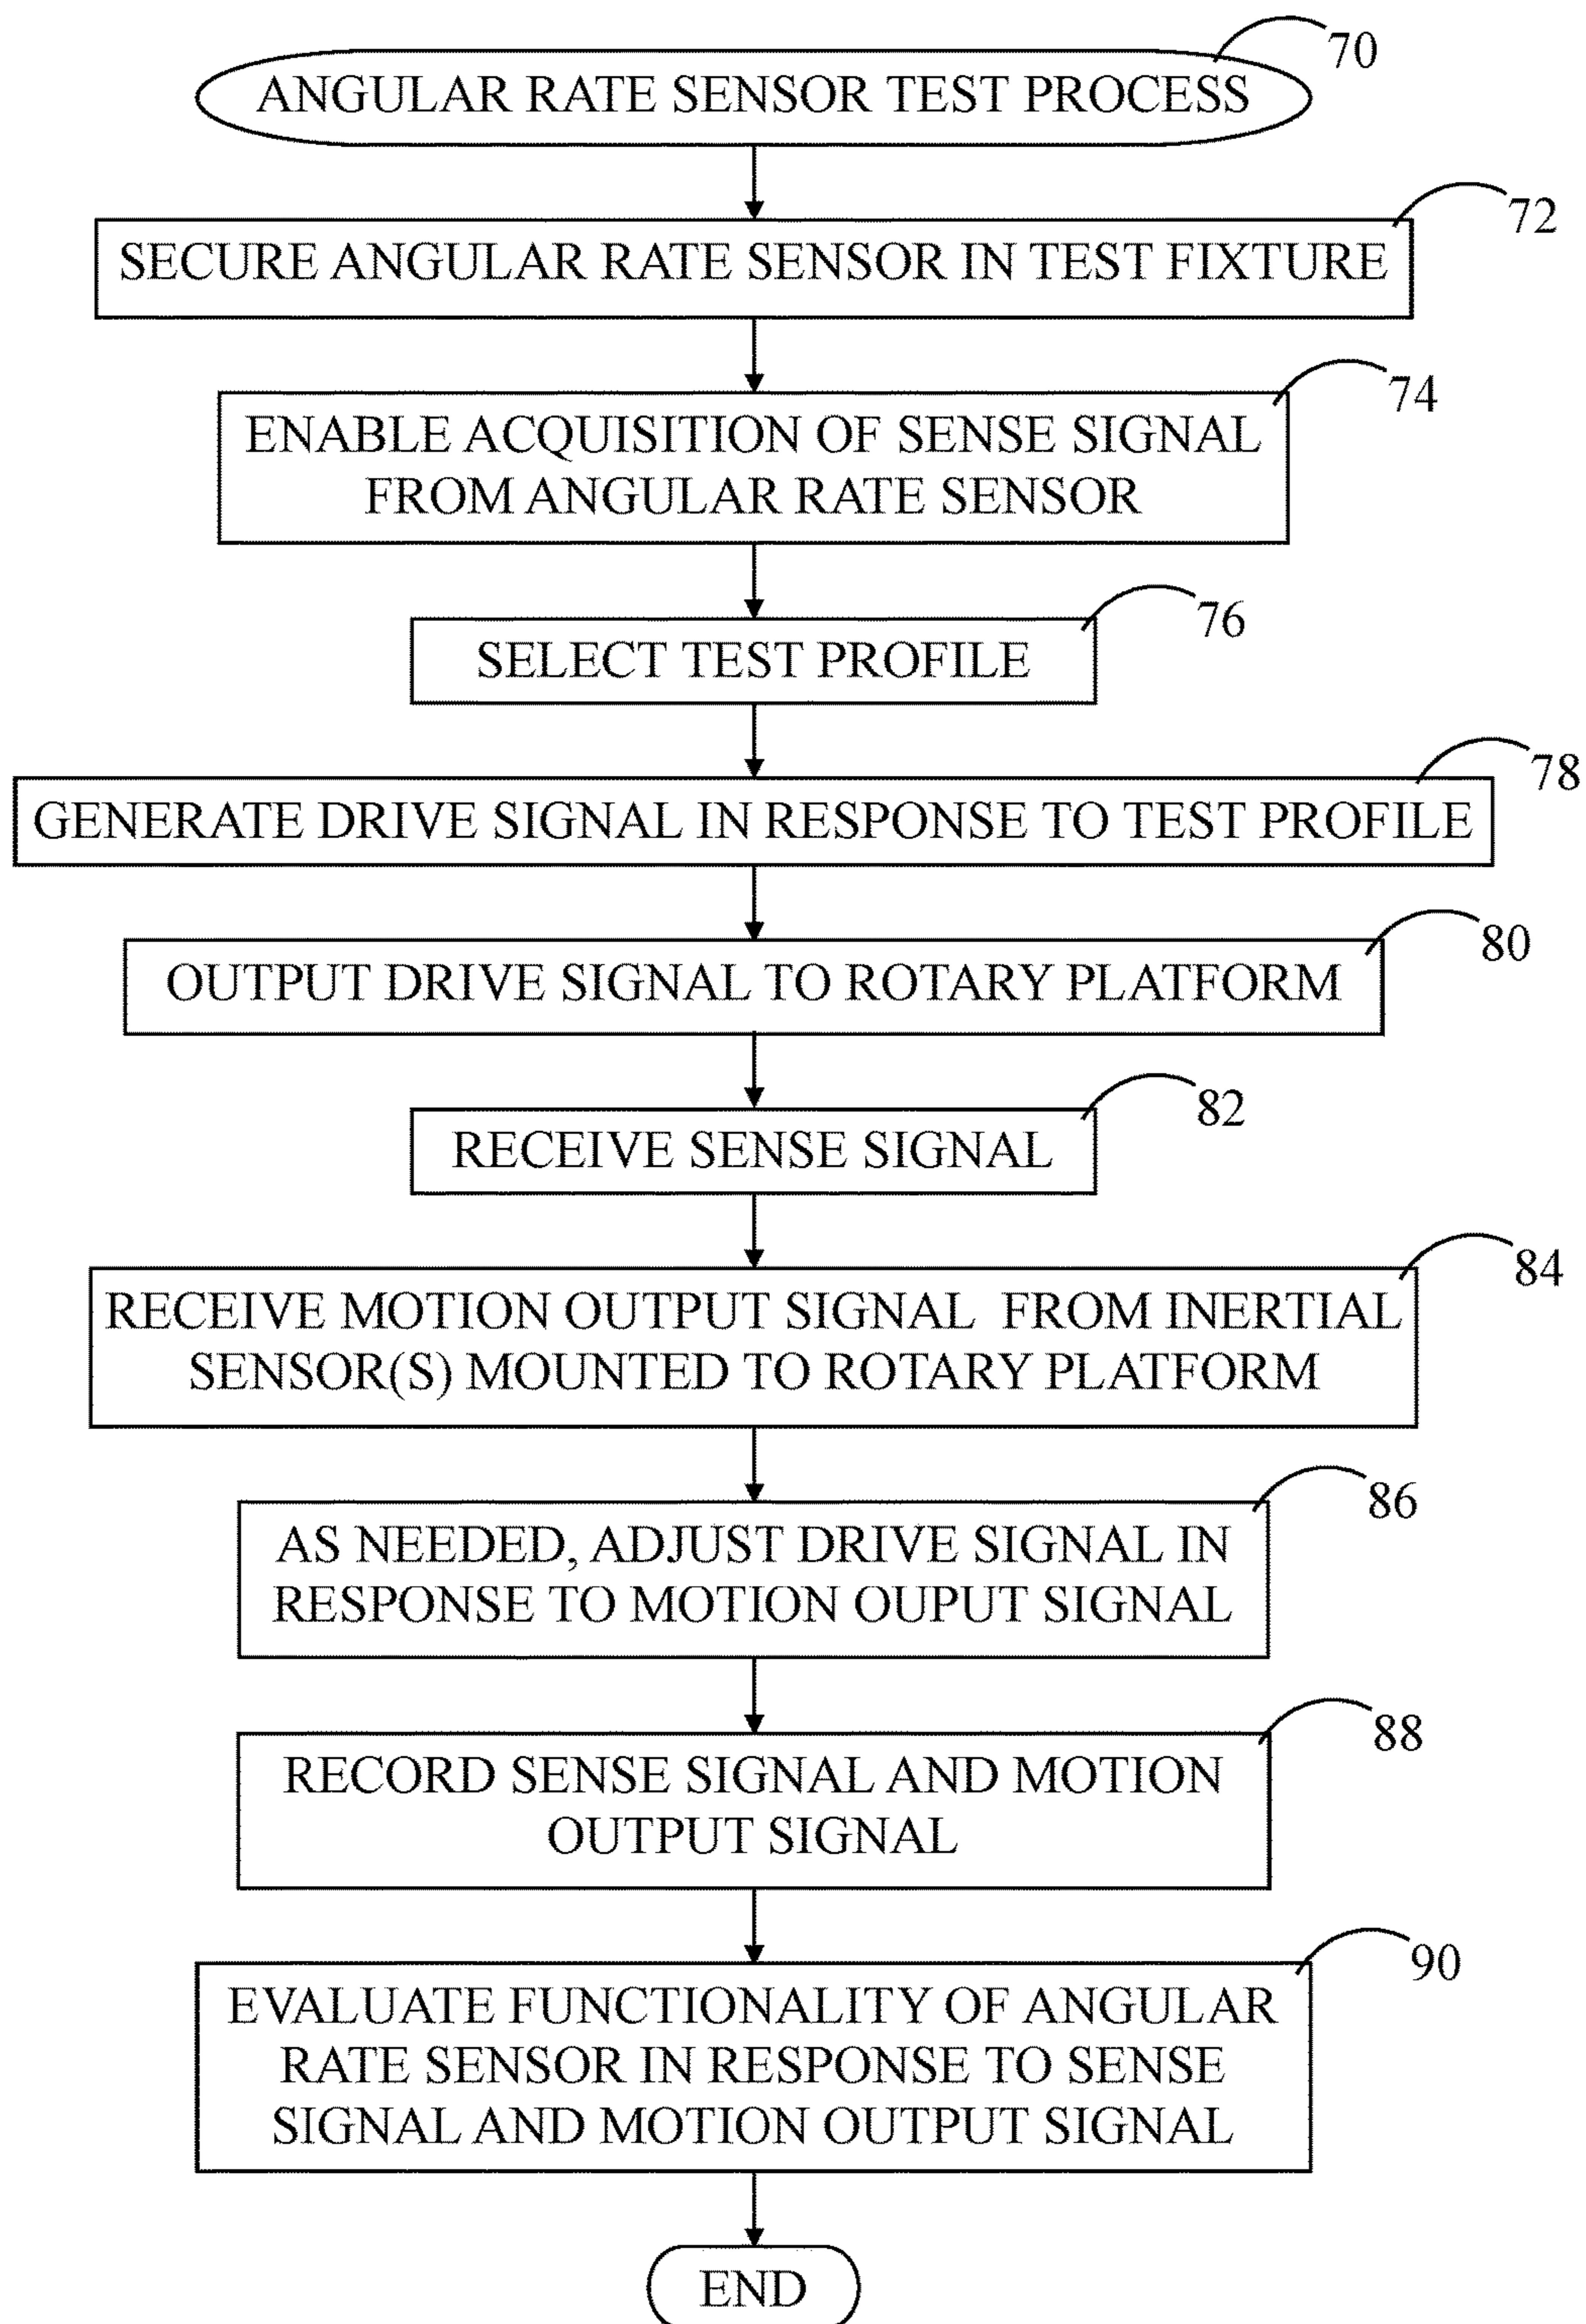 ANGULAR RATE SENSOR TEST PROCESS
70
SECURE ANGULAR RATE SENSOR IN TEST FIXTURE
72
ENABLE ACQUISITION OF SENSE SIGNAL
FROM ANGULAR RATE SENSOR
74
SELECT TEST PROFILE
76
GENERATE DRIVE SIGNAL IN RESPONSE TO TEST PROFILE
78
OUTPUT DRIVE SIGNAL TO ROTARY PLATFORM
80
RECEIVE SENSE SIGNAL
82
RECEIVE MOTION OUTPUT SIGNAL FROM INERTIAL
SENSOR(S) MOUNTED TO ROTARY PLATFORM
84
AS NEEDED, ADJUST DRIVE SIGNAL IN
RESPONSE TO MOTION OUPUT SIGNAL
86
RECORD SENSE SIGNAL AND MOTION
OUTPUT SIGNAL
88
EVALUATE FUNCTIONALITY OF ANGULAR
RATE SENSOR IN RESPONSE TO SENSE
SIGNAL AND MOTION OUTPUT SIGNAL
90
END